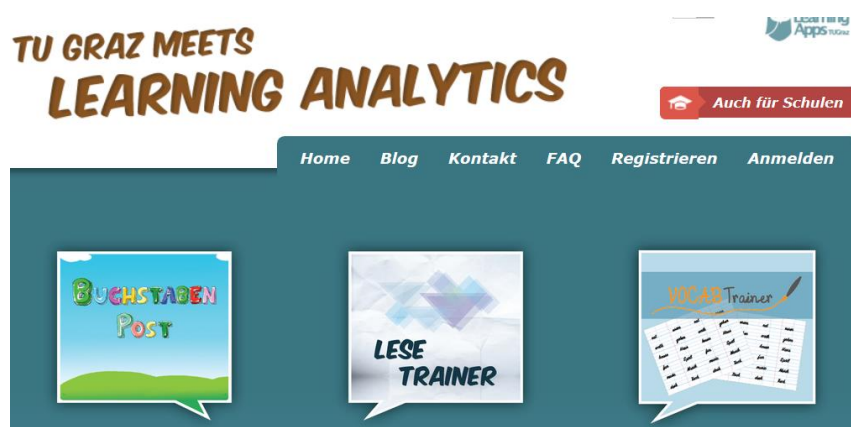 TU GRAZ MEETS
LEARNING ANALYTICS
Learning
Apps TUGraz
Auch für Schulen
Home Blog Kontakt FAQ Registrieren Anmelden
BUCHSTABEN
POST
LESE
TRAINER
VOCAB Trainer